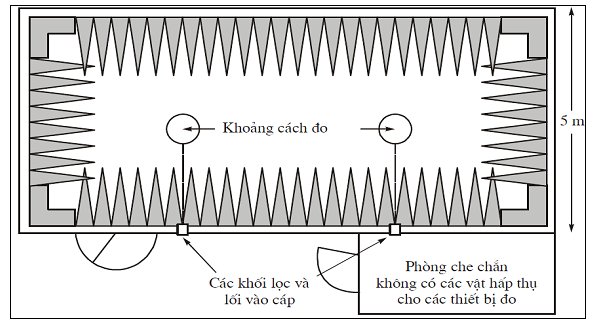 Khoảng cách đo
5 m
Các khối lọc và
lối vào cáp
Phòng che chắn
không có các vật hấp thụ
cho các thiết bị đo